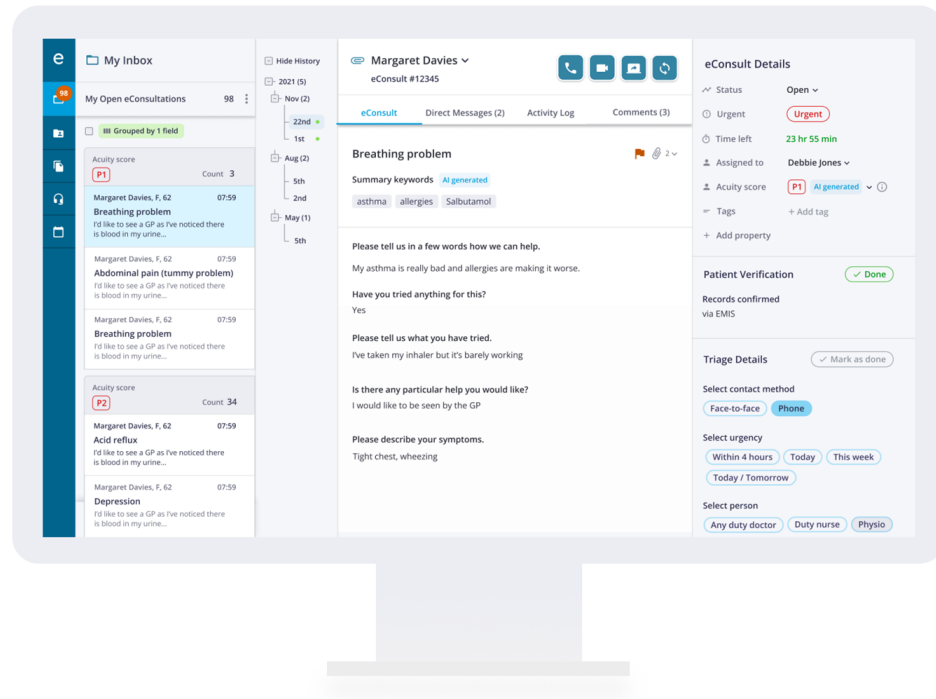 e
98
My Inbox
My Open eConsultations 98
Grouped by 1 field
Acuity score
P1 Count 3
Margaret Davies, F, 62 07:59
Breathing problem
I'd like to see a GP as I've noticed there
is blood in my urine...
Margaret Davies, F, 62 07:59
Abdominal pain (tummy problem)
I'd like to see a GP as I've noticed there
is blood in my urine...
Margaret Davies, F, 62 07:59
Breathing problem
I'd like to see a GP as I've noticed there
is blood in my urine...
Acuity score
P2 Count 34
Margaret Davies, F, 62 07:59
Acid reflux
I'd like to see a GP as I've noticed there
is blood in my urine...
Margaret Davies, F, 62 07:59
Depression
I'd like to see a GP as I've noticed there
is blood in my urine...
Hide History
2021 (5)
Nov (2)
22nd
1st
Aug (2)
5th
2nd
May (1)
5th
Margaret Davies
eConsult #12345
eConsult Direct Messages (2) Activity Log Comments (3)
Breathing problem 2
Summary keywords AI generated
asthma allergies Salbutamol
Please tell us in a few words how we can help.
My asthma is really bad and allergies are making it worse.
Have you tried anything for this?
Yes
Please tell us what you have tried.
I've taken my inhaler but it's barely working
Is there any particular help you would like?
I would like to be seen by the GP
Please describe your symptoms.
Tight chest, wheezing
eConsult Details
Status Open
Urgent Urgent
Time left 23 hr 55 min
Assigned to Debbie Jones
Acuity score P1 AI generated
Tags + Add tag
+ Add property
Patient Verification Done
Records confirmed
via EMIS
Triage Details Mark as done
Select contact method
Face-to-face Phone
Select urgency
Within 4 hours Today This week
Today / Tomorrow
Select person
Any duty doctor Duty nurse Physio